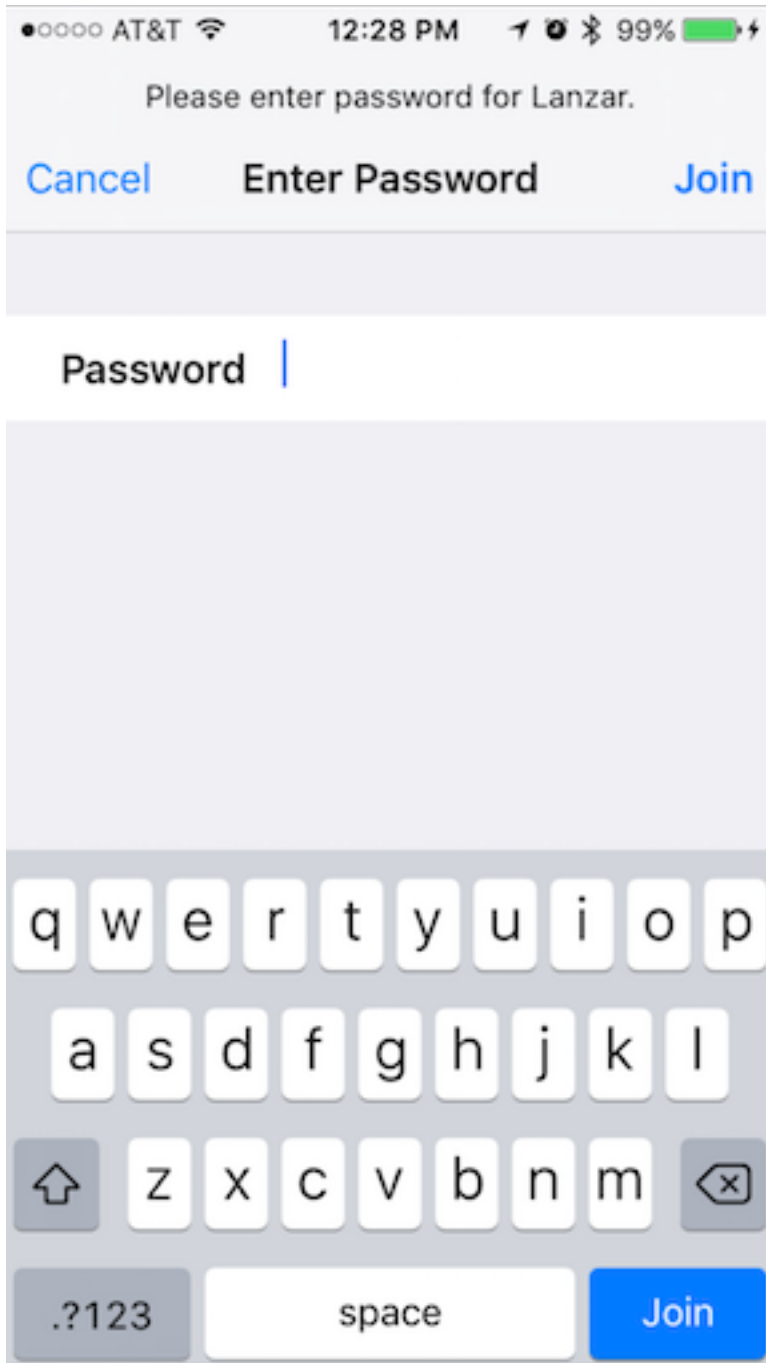 AT&T 12:28 PM 99%
Please enter password for Lanzar.
Cancel Enter Password Join
Password
q w e r t y u i o p
a s d f g h j k l
z x c v b n m
.?123 space Join